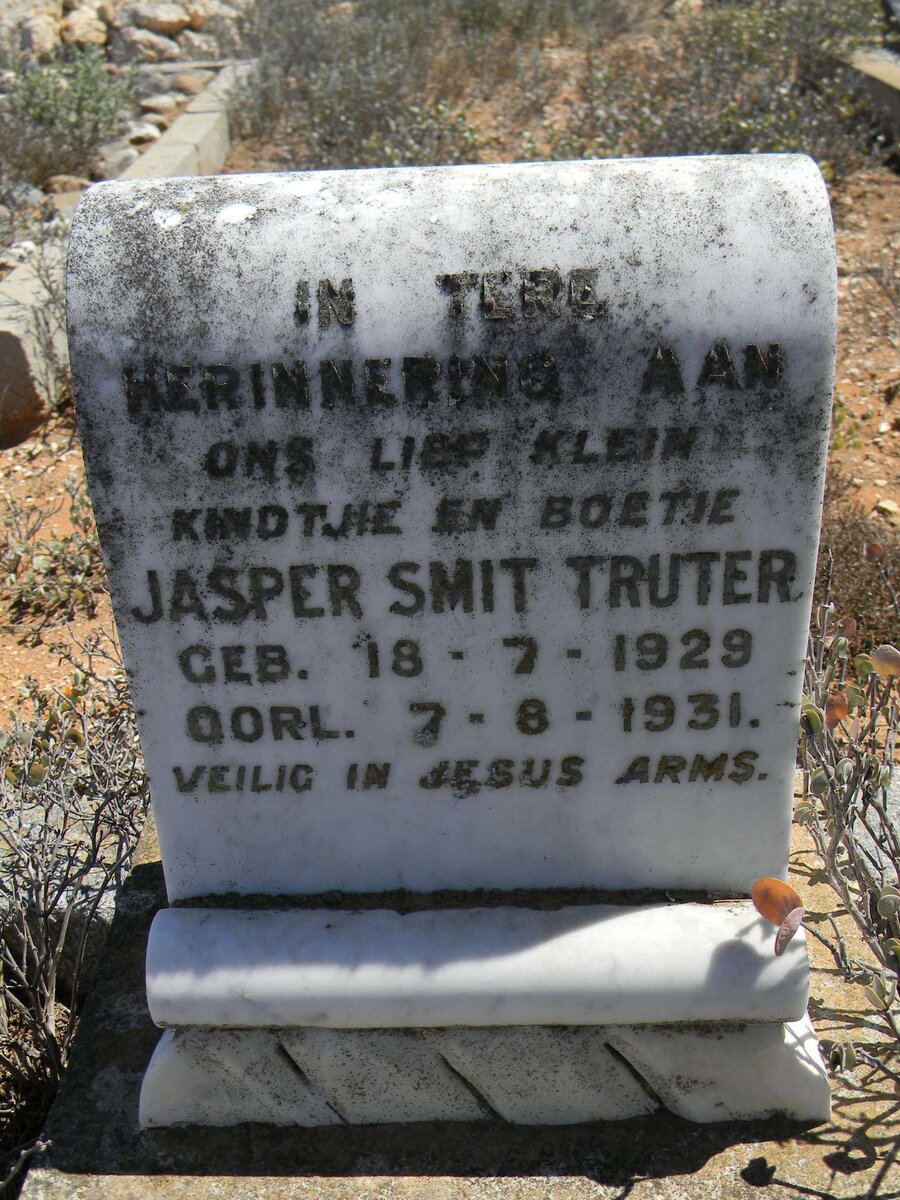 IN TERE
HERINNERING AAN
ONS LIEF KLEIN
KINDTJIE EN BOETIE
JASPER SMIT TRUTER
GEB. 18 - 7 - 1929
OORL. 7 - 8 - 1931.
VEILIG IN JESUS ARMS.